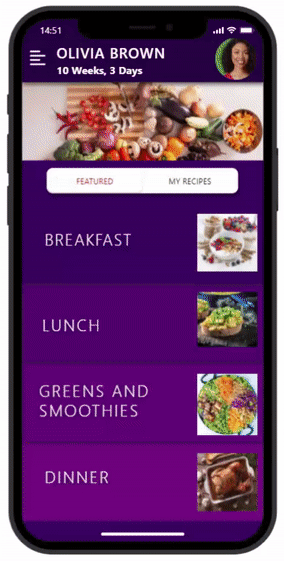 14:51
OLIVIA BROWN
10 Weeks, 3 Days
FEATURED
MY RECIPES
BREAKFAST
LUNCH
GREENS AND
SMOOTHIES
DINNER